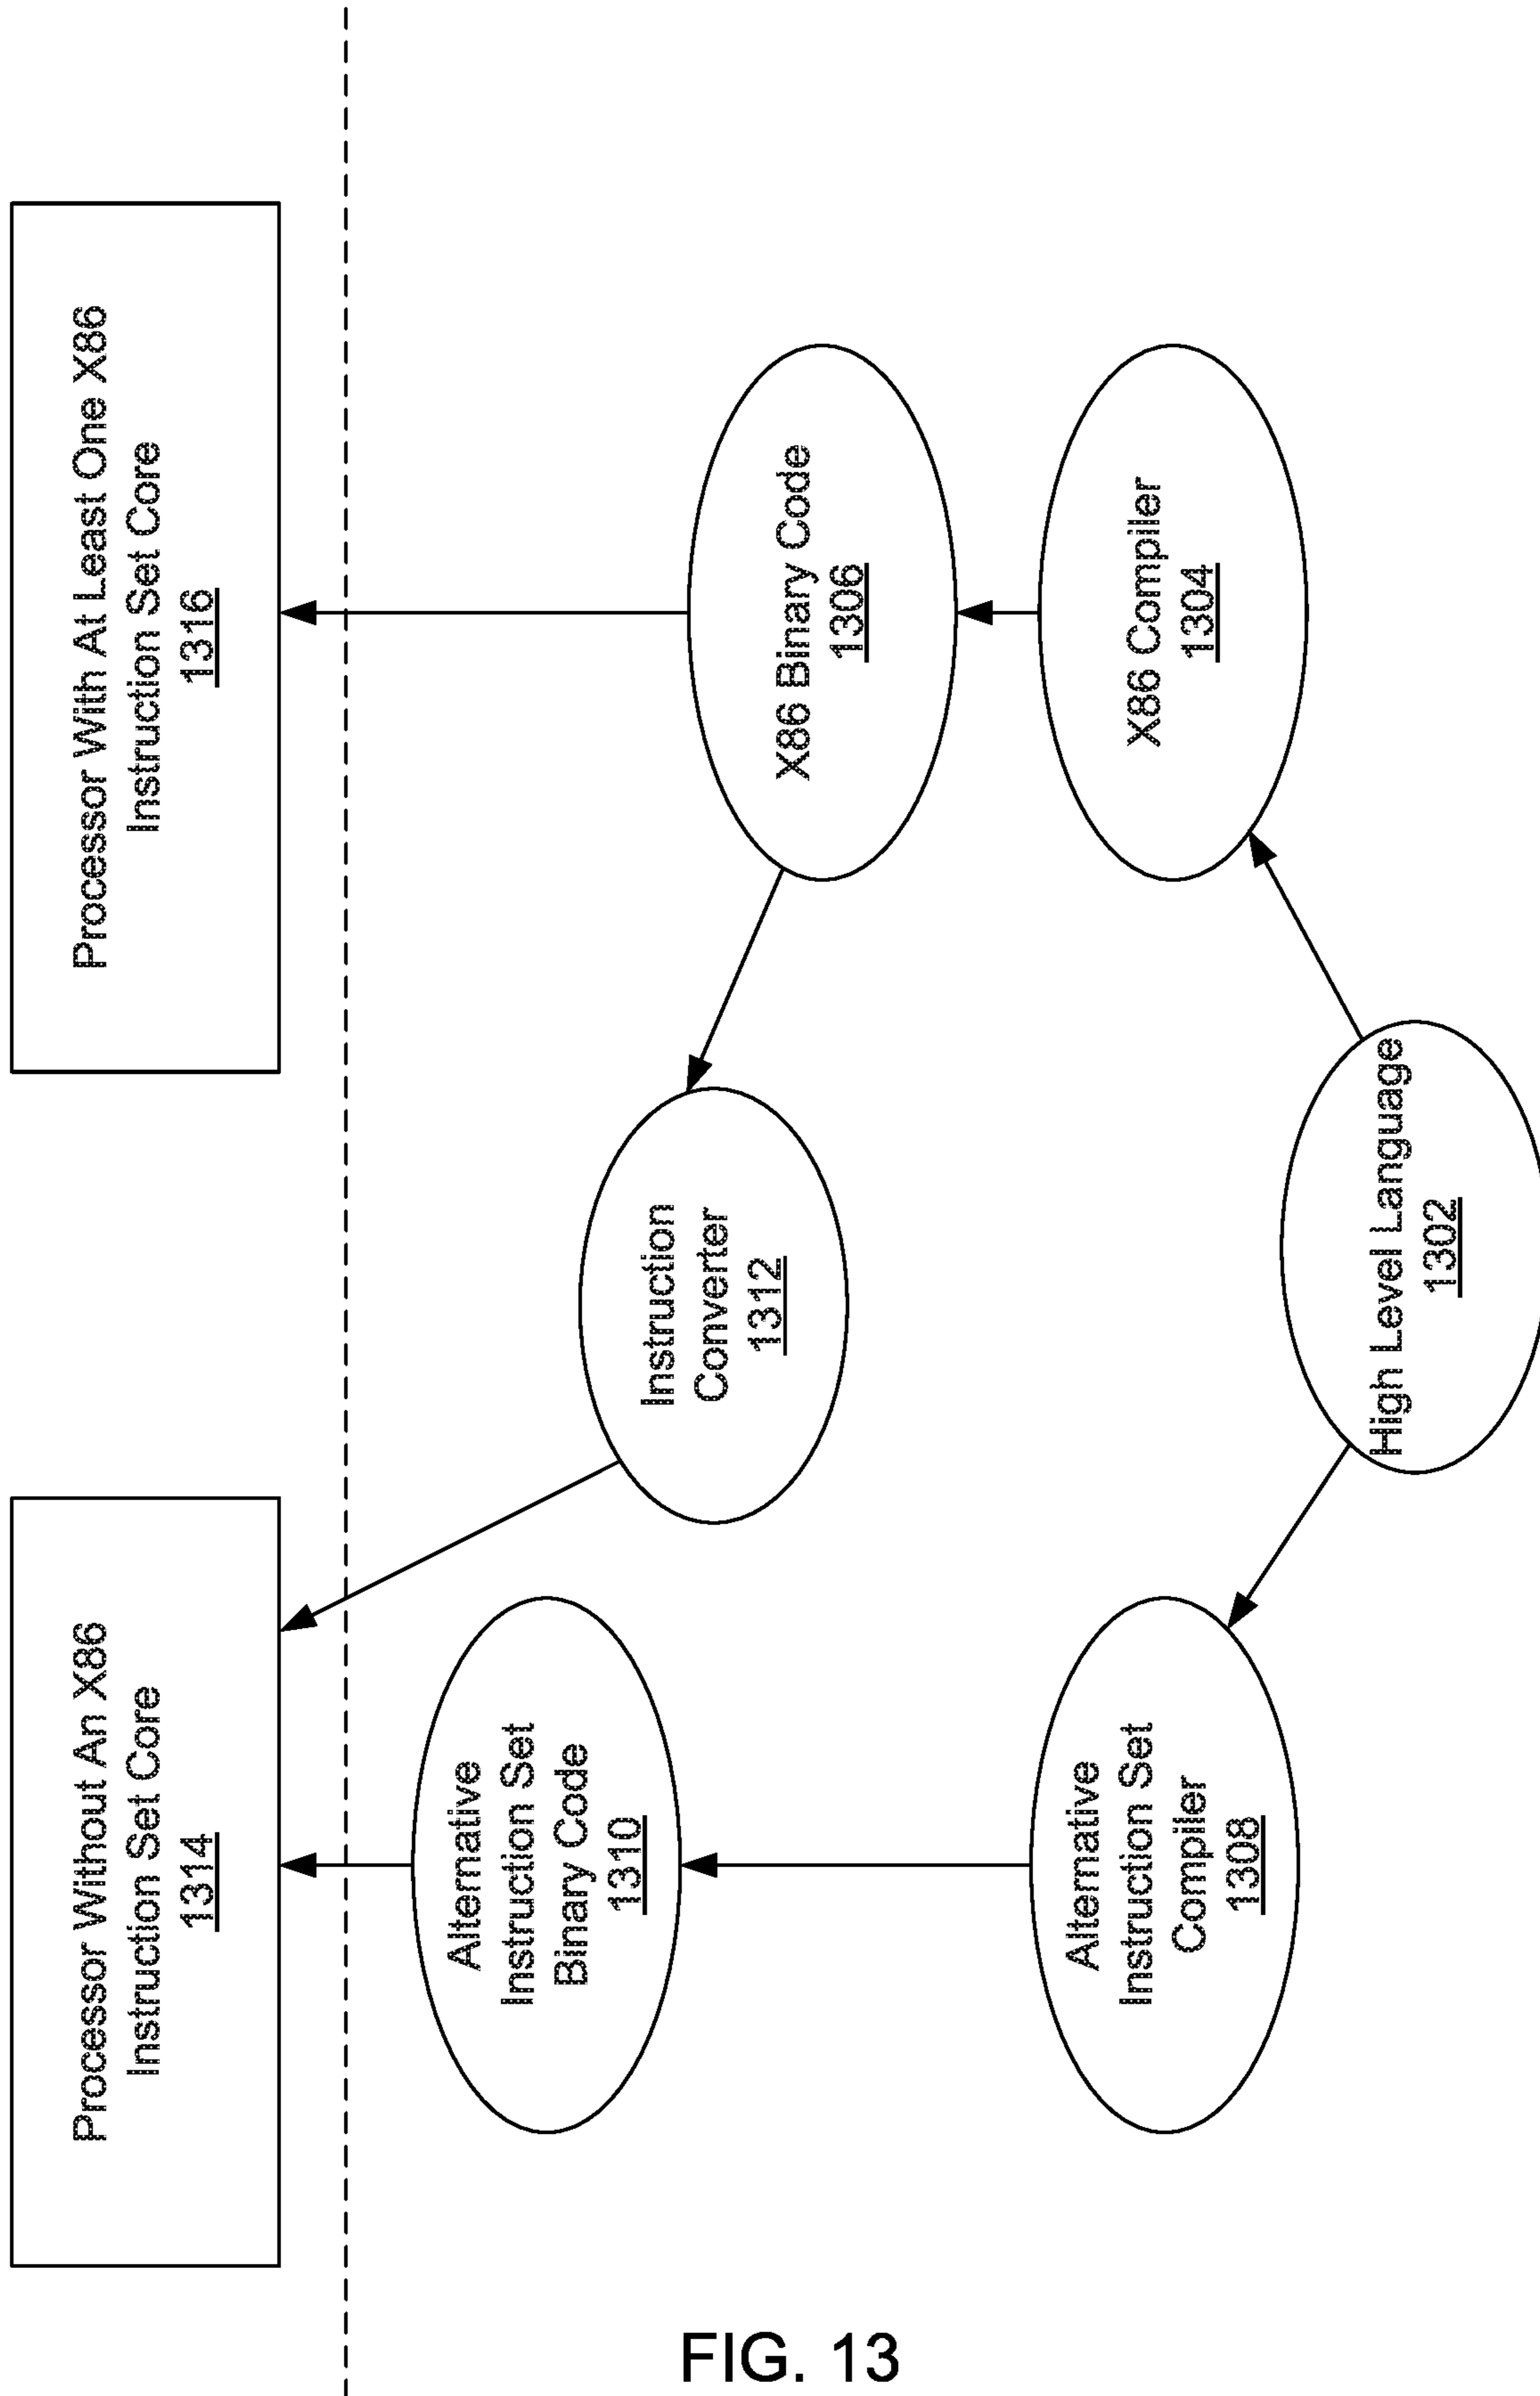 Processor Without An X86
Instruction Set Core
1314
Processor With At Least One X86
Instruction Set Core
1316
Alternative
Instruction Set
Binary Code
1310
Instruction
Converter
1312
X86 Binary Code
1306
Alternative
Instruction Set
Compiler
1308
X86 Compiler
1304
High Level Language
1302
FIG. 13